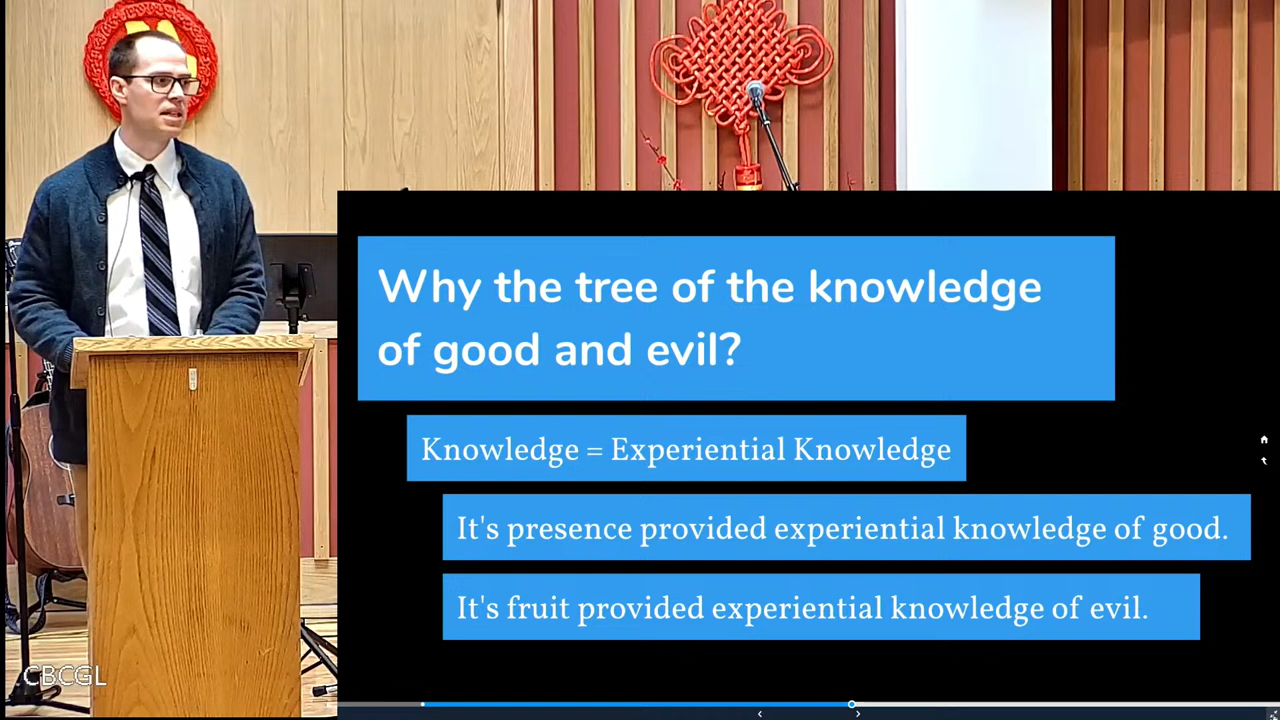 Why the tree of the knowledge
of good and evil?
Knowledge = Experiential Knowledge
It's presence provided experiential knowledge of good.
It's fruit provided experiential knowledge of evil.
CBCGL